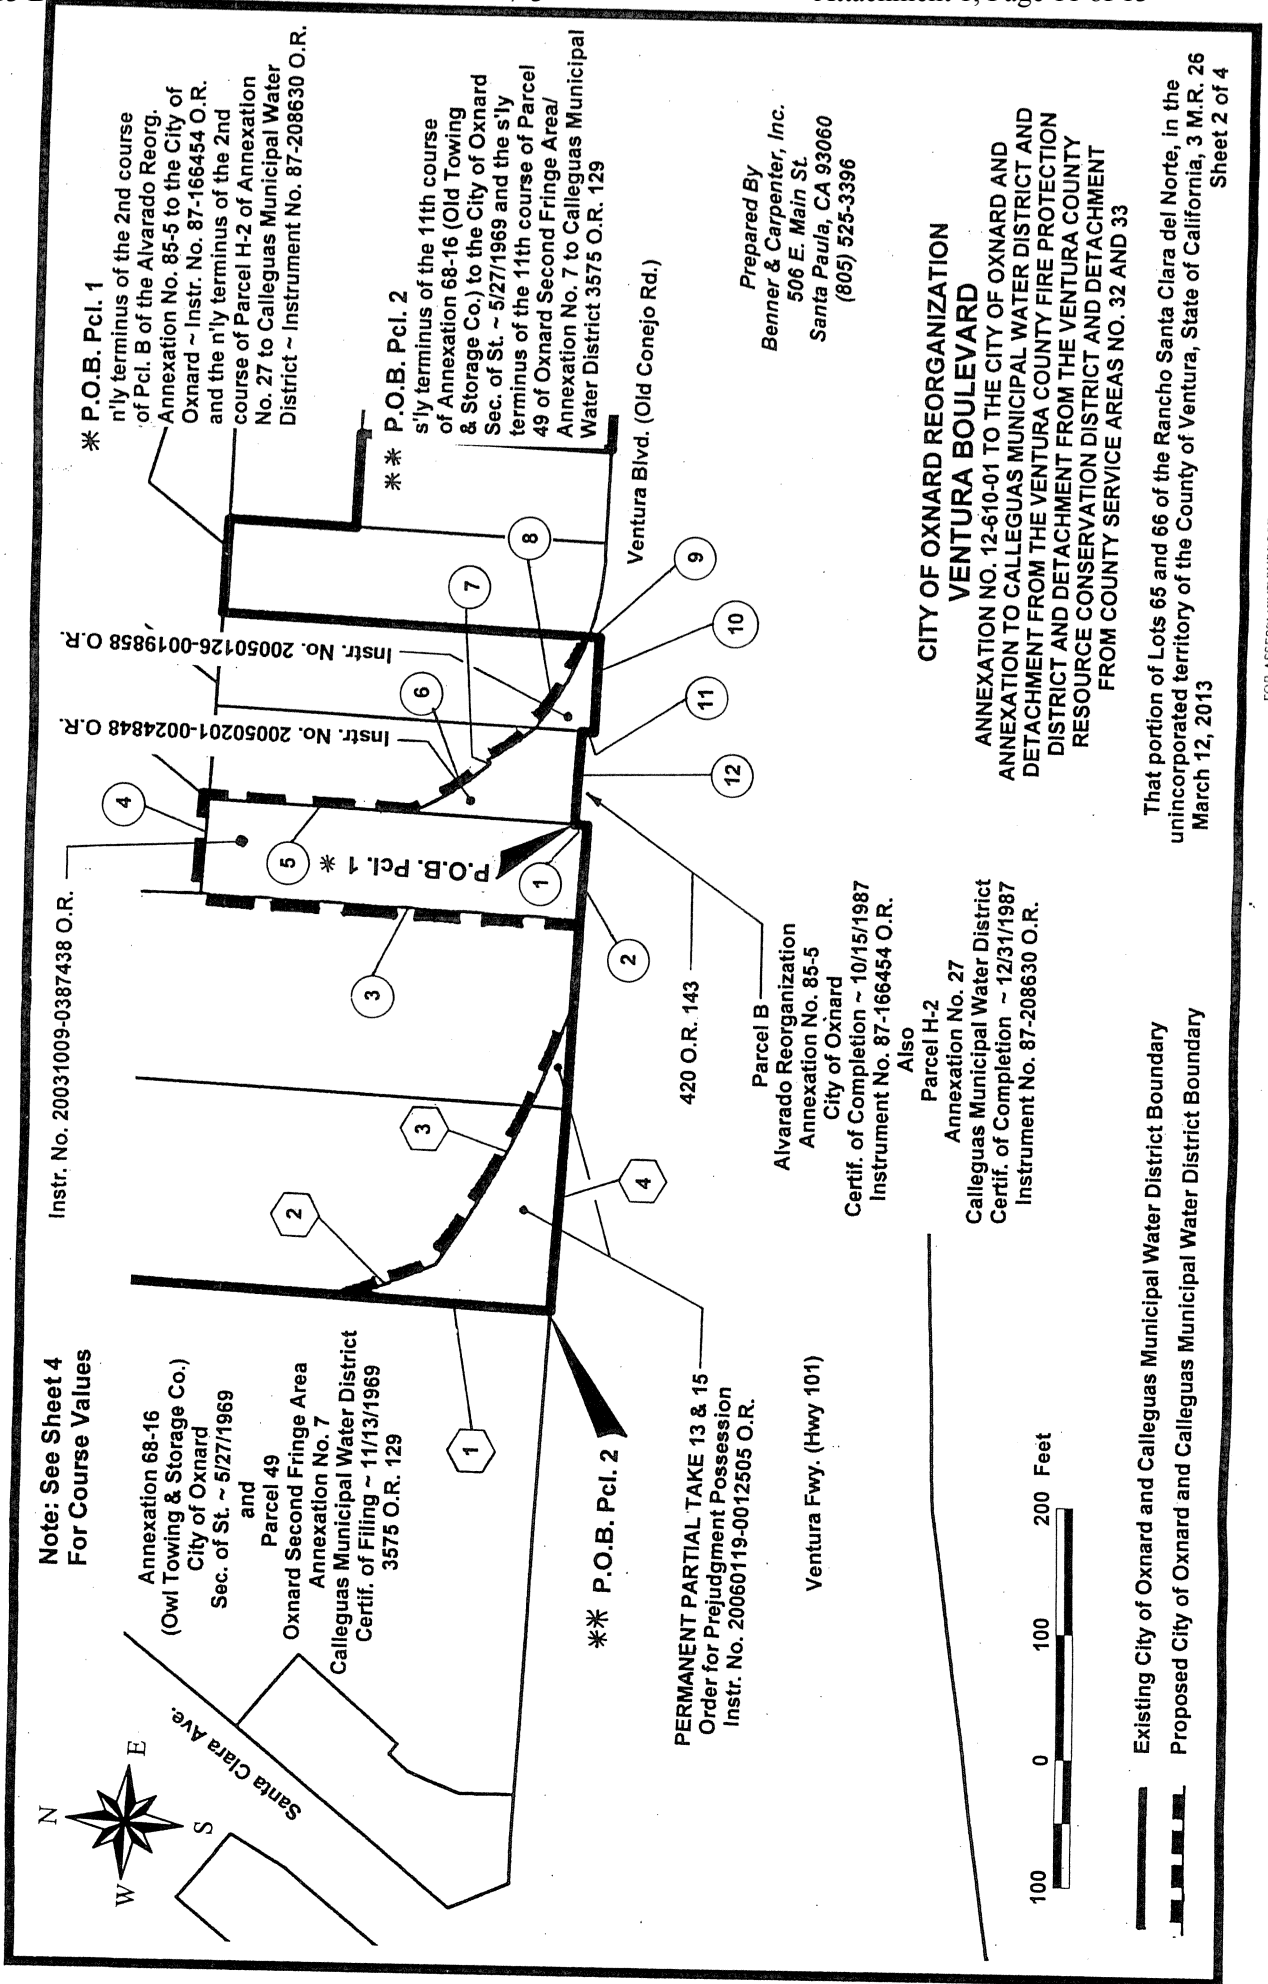 Attachment 1, Page 11 of 13
Note: See Sheet 4
For Course Values
N
E
S
W
Santa Clara Ave.
Annexation 68-16
(Owl Towing & Storage Co.)
City of Oxnard
Sec. of St. ~ 5/27/1969
and
Parcel 49
Oxnard Second Fringe Area
Annexation No. 7
Calleguas Municipal Water District
Certif. of Filing ~ 11/13/1969
3575 O.R. 129
Instr. No. 20031009-0387438 O.R.
Instr. No. 20050201-0024848 O.R.
Instr. No. 20050126-0019858 O.R.
✳ P.O.B. Pcl. 1
n'ly terminus of the 2nd course
of Pcl. B of the Alvarado Reorg.
Annexation No. 85-5 to the City of
Oxnard ~ Instr. No. 87-166454 O.R.
and the n'ly terminus of the 2nd
course of Parcel H-2 of Annexation
No. 27 to Calleguas Municipal Water
District ~ Instrument No. 87-208630 O.R.
✳✳ P.O.B. Pcl. 2
s'ly terminus of the 11th course
of Annexation 68-16 (Old Towing
& Storage Co.) to the City of Oxnard
Sec. of St. ~ 5/27/1969 and the s'ly
terminus of the 11th course of Parcel
49 of Oxnard Second Fringe Area/
Annexation No. 7 to Calleguas Municipal
Water District 3575 O.R. 129
1
2
3
4
P.O.B. Pcl. 1 ✳
1
2
3
4
5
6
7
8
9
10
11
12
Ventura Blvd. (Old Conejo Rd.)
✳✳ P.O.B. Pcl. 2
PERMANENT PARTIAL TAKE 13 & 15
Order for Prejudgment Possession
Instr. No. 20060119-0012505 O.R.
420 O.R. 143
Parcel B
Alvarado Reorganization
Annexation No. 85-5
City of Oxnard
Certif. of Completion ~ 10/15/1987
Instrument No. 87-166454 O.R.
Also
Parcel H-2
Annexation No. 27
Calleguas Municipal Water District
Certif. of Completion ~ 12/31/1987
Instrument No. 87-208630 O.R.
Ventura Fwy. (Hwy 101)
Prepared By
Benner & Carpenter, Inc.
506 E. Main St.
Santa Paula, CA 93060
(805) 525-3396
CITY OF OXNARD REORGANIZATION
VENTURA BOULEVARD
ANNEXATION NO. 12-610-01 TO THE CITY OF OXNARD AND
ANNEXATION TO CALLEGUAS MUNICIPAL WATER DISTRICT AND
DETACHMENT FROM THE VENTURA COUNTY FIRE PROTECTION
DISTRICT AND DETACHMENT FROM THE VENTURA COUNTY
RESOURCE CONSERVATION DISTRICT AND DETACHMENT
FROM COUNTY SERVICE AREAS NO. 32 AND 33
100 0 100 200 Feet
Existing City of Oxnard and Calleguas Municipal Water District Boundary
Proposed City of Oxnard and Calleguas Municipal Water District Boundary
That portion of Lots 65 and 66 of the Rancho Santa Clara del Norte, in the
unincorporated territory of the County of Ventura, State of California, 3 M.R. 26
March 12, 2013 Sheet 2 of 4